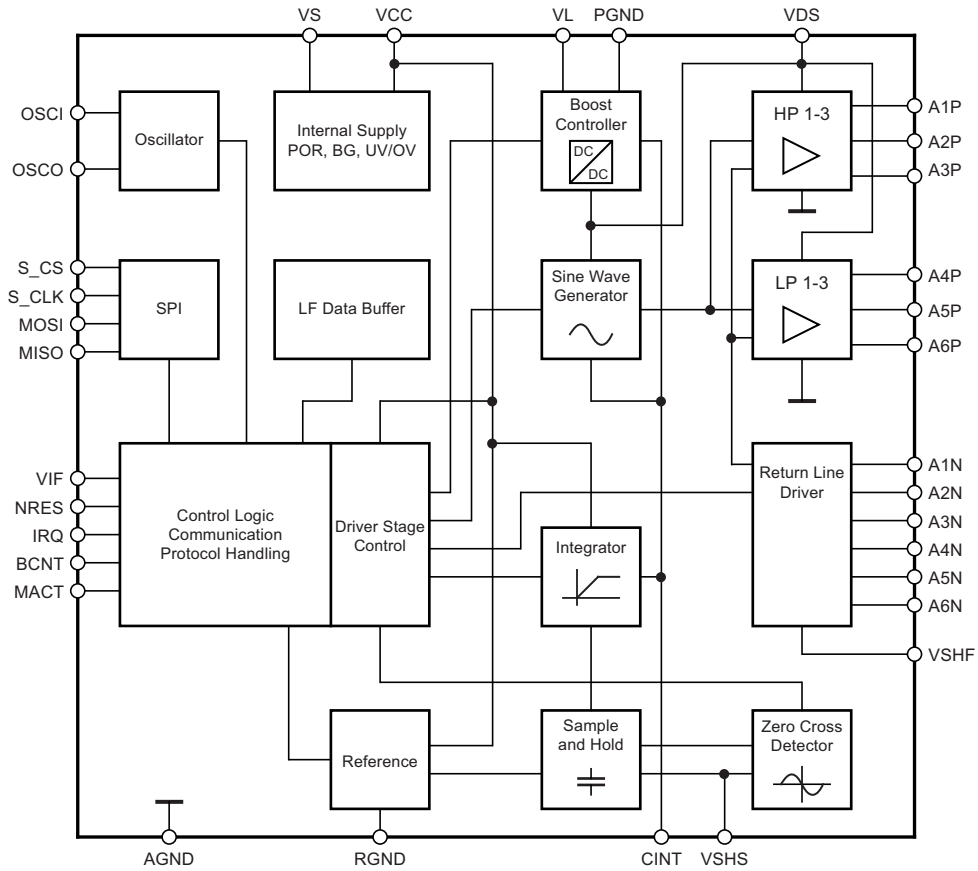 VS
VCC
VL
PGND
VDS
OSCI
OSCO
Oscillator
Internal Supply
POR, BG, UV/OV
Boost
Controller
DC
DC
HP 1-3
A1P
A2P
A3P
S_CS
S_CLK
MOSI
MISO
SPI
LF Data Buffer
Sine Wave
Generator
LP 1-3
A4P
A5P
A6P
VIF
NRES
IRQ
BCNT
MACT
Control Logic
Communication
Protocol Handling
Driver Stage
Control
Integrator
Return Line
Driver
A1N
A2N
A3N
A4N
A5N
A6N
VSHF
Reference
Sample
and Hold
Zero Cross
Detector
AGND
RGND
CINT
VSHS